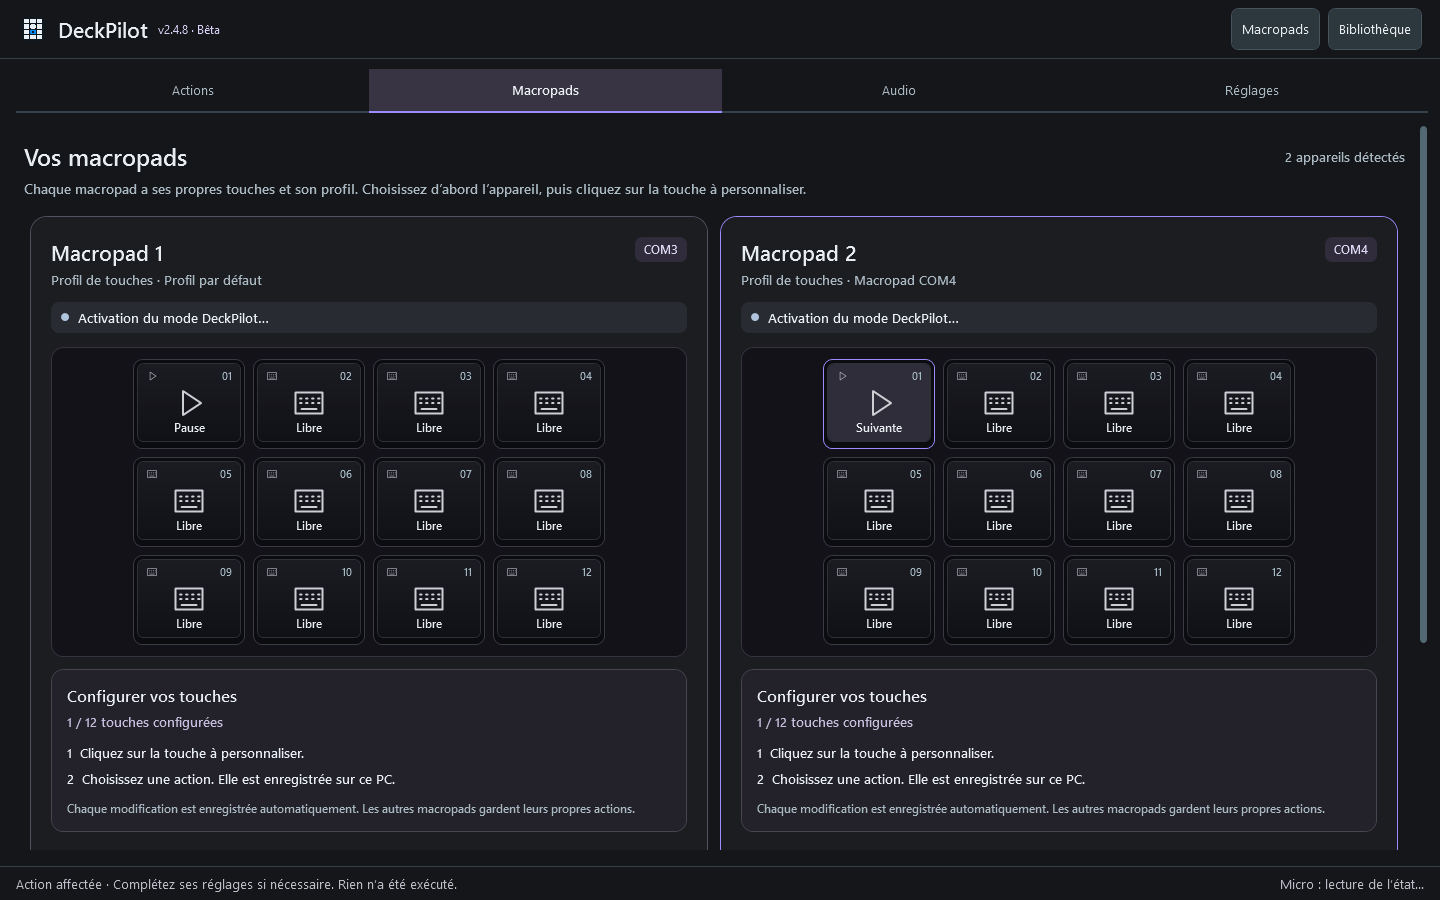 DeckPilot v2.4.8 · Bêta
Macropads
Bibliothèque
Actions
Macropads
Audio
Réglages
Vos macropads
2 appareils détectés
Chaque macropad a ses propres touches et son profil. Choisissez d’abord l’appareil, puis cliquez sur la touche à personnaliser.
Macropad 1
COM3
Profil de touches · Profil par défaut
Activation du mode DeckPilot...
01
Pause
02
Libre
03
Libre
04
Libre
05
Libre
06
Libre
07
Libre
08
Libre
09
Libre
10
Libre
11
Libre
12
Libre
Configurer vos touches
1 / 12 touches configurées
1 Cliquez sur la touche à personnaliser.
2 Choisissez une action. Elle est enregistrée sur ce PC.
Chaque modification est enregistrée automatiquement. Les autres macropads gardent leurs propres actions.
Macropad 2
COM4
Profil de touches · Macropad COM4
Activation du mode DeckPilot...
01
Suivante
02
Libre
03
Libre
04
Libre
05
Libre
06
Libre
07
Libre
08
Libre
09
Libre
10
Libre
11
Libre
12
Libre
Configurer vos touches
1 / 12 touches configurées
1 Cliquez sur la touche à personnaliser.
2 Choisissez une action. Elle est enregistrée sur ce PC.
Chaque modification est enregistrée automatiquement. Les autres macropads gardent leurs propres actions.
Action affectée · Complétez ses réglages si nécessaire. Rien n'a été exécuté.
Micro : lecture de l'état...